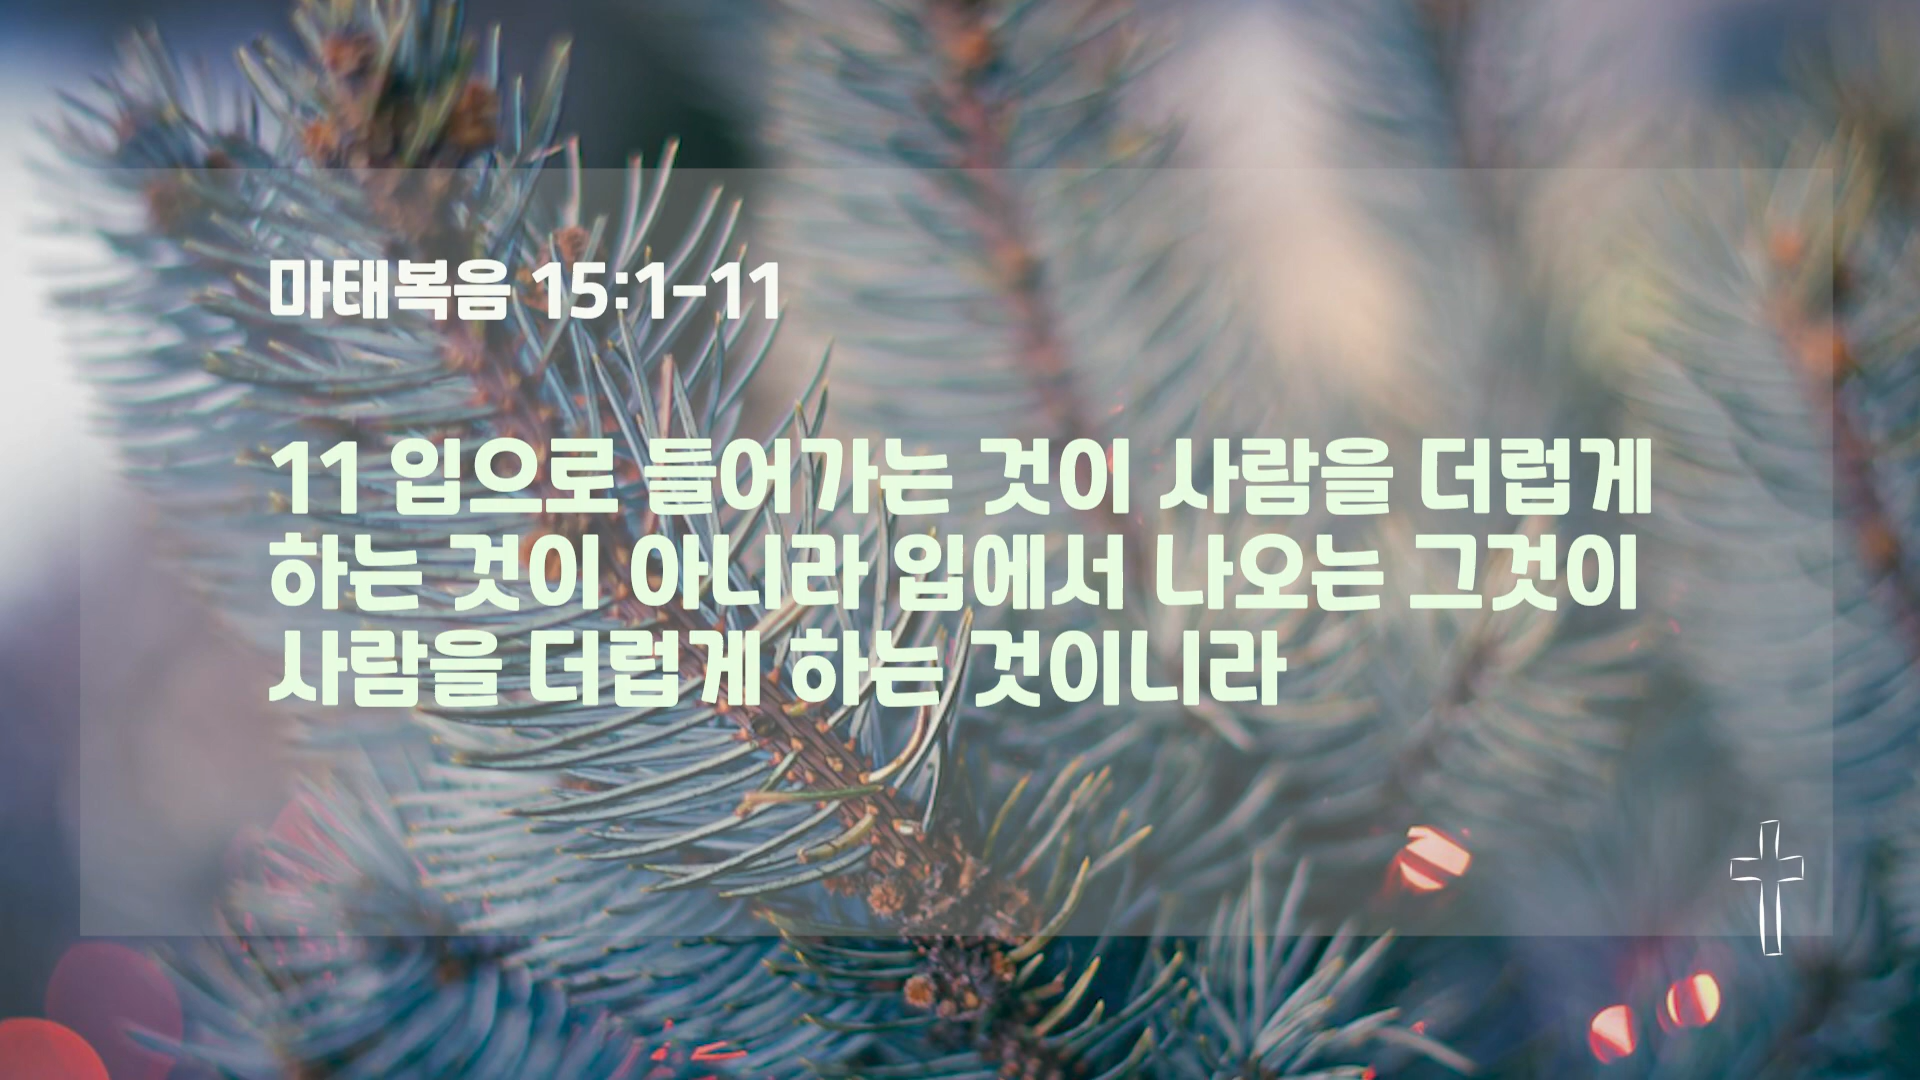 마태복음 15:1-11
11 입으로 들어가는 것이 사람을 더럽게
하는 것이 아니라 입에서 나오는 그것이
사람을 더럽게 하는 것이니라